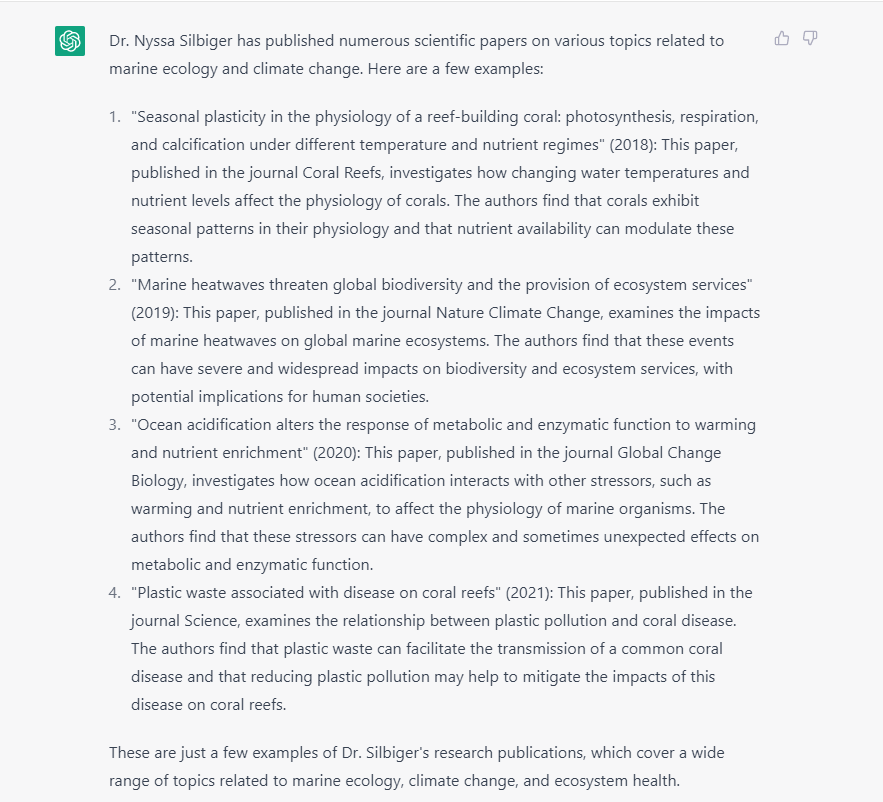 Dr. Nyssa Silbiger has published numerous scientific papers on various topics related to
marine ecology and climate change. Here are a few examples:
1. "Seasonal plasticity in the physiology of a reef-building coral: photosynthesis, respiration,
and calcification under different temperature and nutrient regimes" (2018): This paper,
published in the journal Coral Reefs, investigates how changing water temperatures and
nutrient levels affect the physiology of corals. The authors find that corals exhibit
seasonal patterns in their physiology and that nutrient availability can modulate these
patterns.
2. "Marine heatwaves threaten global biodiversity and the provision of ecosystem services"
(2019): This paper, published in the journal Nature Climate Change, examines the impacts
of marine heatwaves on global marine ecosystems. The authors find that these events
can have severe and widespread impacts on biodiversity and ecosystem services, with
potential implications for human societies.
3. "Ocean acidification alters the response of metabolic and enzymatic function to warming
and nutrient enrichment" (2020): This paper, published in the journal Global Change
Biology, investigates how ocean acidification interacts with other stressors, such as
warming and nutrient enrichment, to affect the physiology of marine organisms. The
authors find that these stressors can have complex and sometimes unexpected effects on
metabolic and enzymatic function.
4. "Plastic waste associated with disease on coral reefs" (2021): This paper, published in the
journal Science, examines the relationship between plastic pollution and coral disease.
The authors find that plastic waste can facilitate the transmission of a common coral
disease and that reducing plastic pollution may help to mitigate the impacts of this
disease on coral reefs.
These are just a few examples of Dr. Silbiger's research publications, which cover a wide
range of topics related to marine ecology, climate change, and ecosystem health.